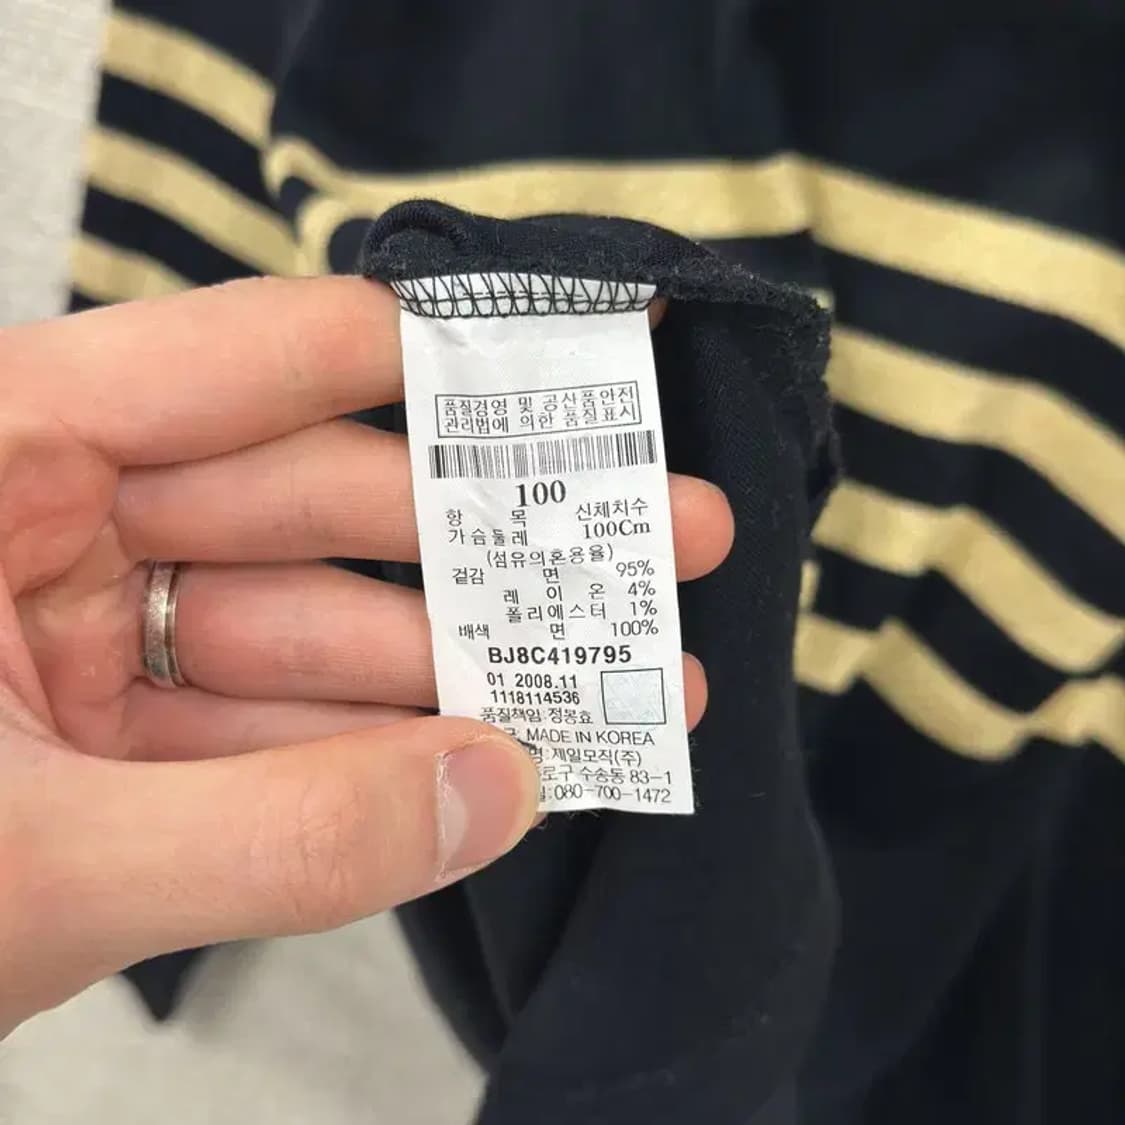 품질경영 및 공산품안전
관리법에 의한 품질표시
100
항 목 신체치수
가슴둘레 100Cm
(섬유의혼용율)
겉감 면 95%
레 이 온 4%
폴리에스터 1%
배색 면 100%
BJ8C419795
01 2008.11
1118114536
품질책임:정봉효
MADE IN KOREA
명:제일모직(주)
로구 수송동 83-1
:080-700-1472